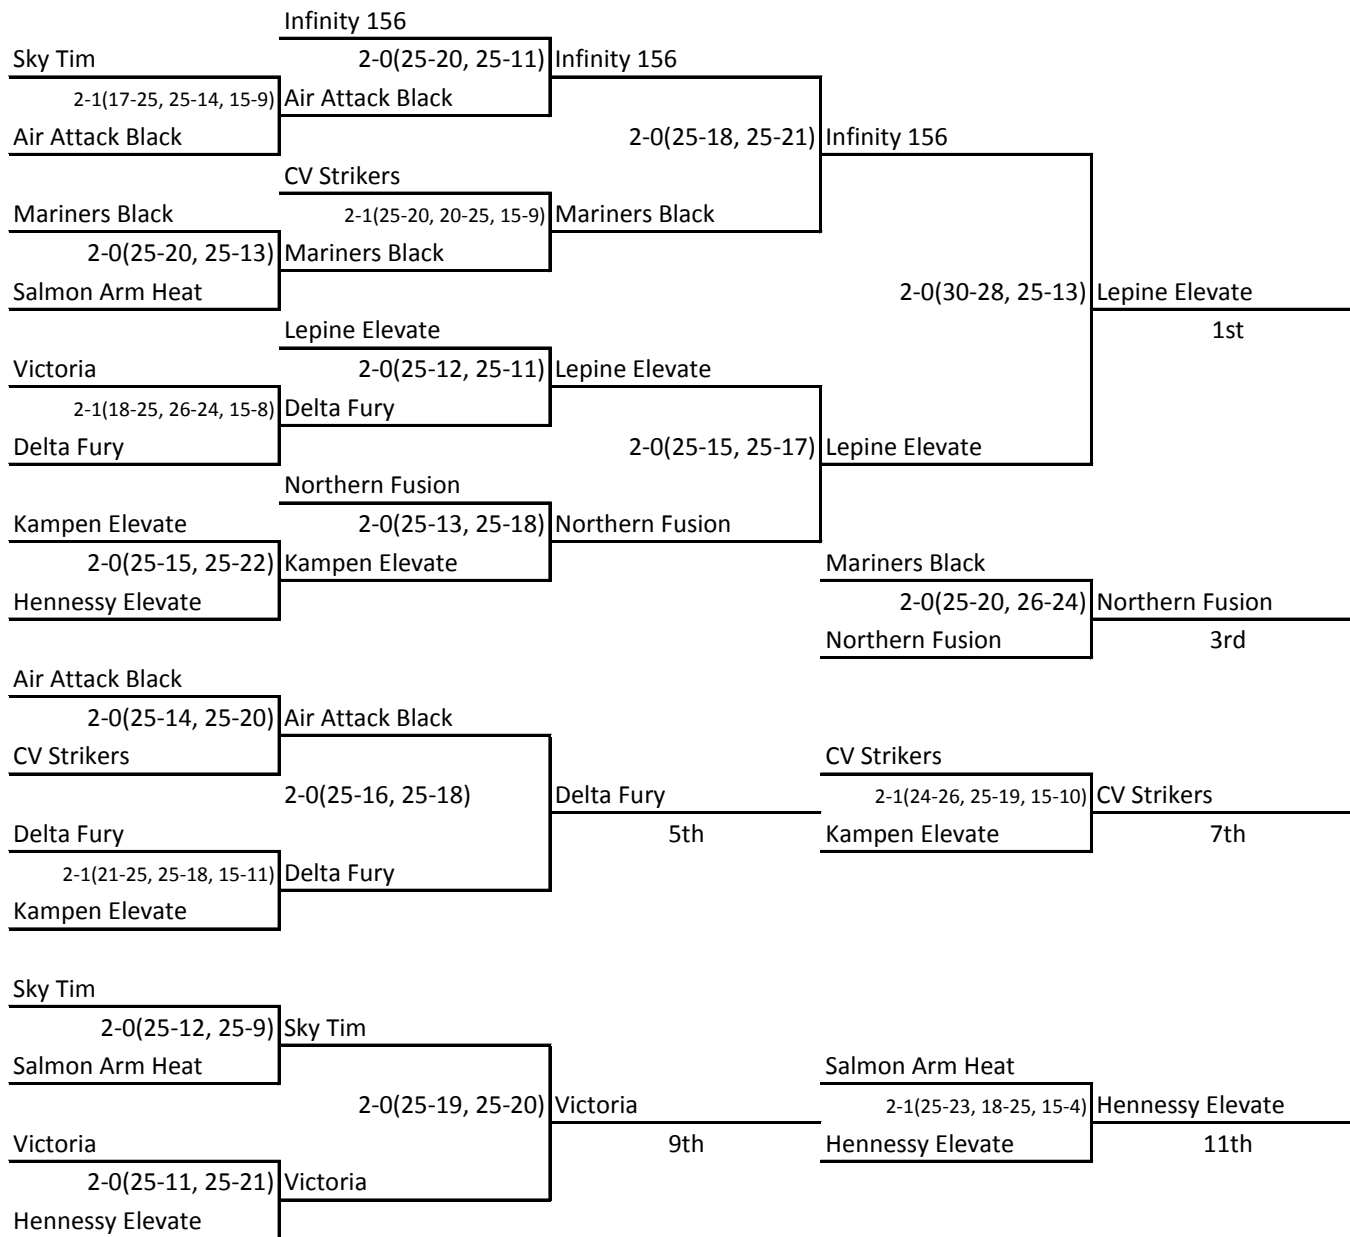 Infinity 156
Sky Tim
2-0(25-20, 25-11)
Infinity 156
2-1(17-25, 25-14, 15-9)
Air Attack Black
Air Attack Black
2-0(25-18, 25-21)
Infinity 156
CV Strikers
Mariners Black
2-1(25-20, 20-25, 15-9)
Mariners Black
2-0(25-20, 25-13)
Mariners Black
Salmon Arm Heat
2-0(30-28, 25-13)
Lepine Elevate
Lepine Elevate
1st
Victoria
2-0(25-12, 25-11)
Lepine Elevate
2-1(18-25, 26-24, 15-8)
Delta Fury
Delta Fury
2-0(25-15, 25-17)
Lepine Elevate
Northern Fusion
Kampen Elevate
2-0(25-13, 25-18)
Northern Fusion
2-0(25-15, 25-22)
Kampen Elevate
Mariners Black
Hennessy Elevate
2-0(25-20, 26-24)
Northern Fusion
Northern Fusion
3rd
Air Attack Black
2-0(25-14, 25-20)
Air Attack Black
CV Strikers
CV Strikers
2-0(25-16, 25-18)
Delta Fury
2-1(24-26, 25-19, 15-10)
CV Strikers
Delta Fury
5th
Kampen Elevate
7th
2-1(21-25, 25-18, 15-11)
Delta Fury
Kampen Elevate
Sky Tim
2-0(25-12, 25-9)
Sky Tim
Salmon Arm Heat
Salmon Arm Heat
2-0(25-19, 25-20)
Victoria
2-1(25-23, 18-25, 15-4)
Hennessy Elevate
Victoria
9th
Hennessy Elevate
11th
2-0(25-11, 25-21)
Victoria
Hennessy Elevate